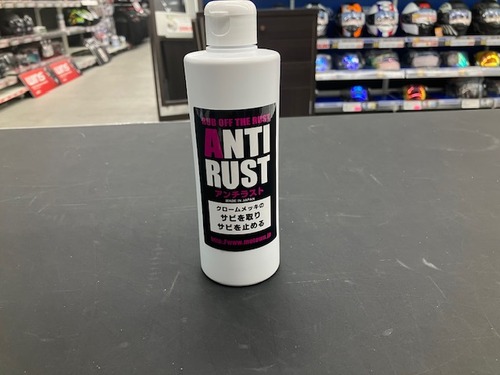 RUB OFF THE RUST
ANTI
RUST
アンチラスト
MADE IN JAPAN
クロームメッキの
サビを取り
サビを止める